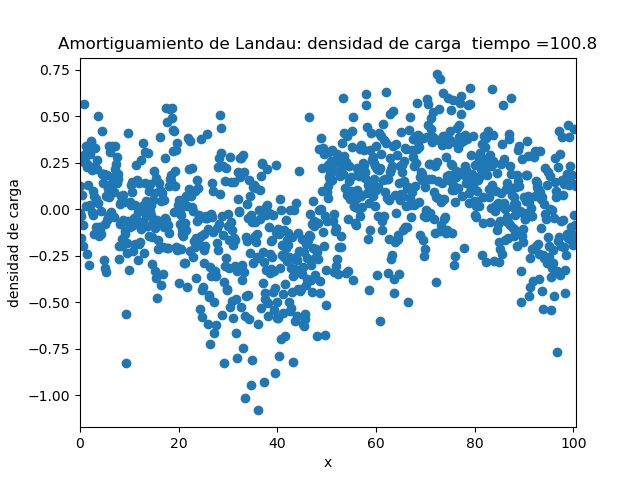 Amortiguamiento de Landau: densidad de carga  tiempo =100.8
densidad de carga
0.75
0.50
0.25
0.00
−0.25
−0.50
−0.75
−1.00
0 20 40 60 80 100
x